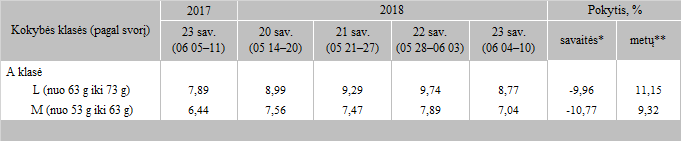 Kokybės klasės (pagal svorį) 2017 2018 Pokytis, %
23 sav. (06 05–11) 20 sav. (05 14–20) 21 sav. (05 21–27) 22 sav. (05 28–06 03) 23 sav. (06 04–10) savaitės* metų**
A klasė
L (nuo 63 g iki 73 g) 7,89 8,99 9,29 9,74 8,77 -9,96 11,15
M (nuo 53 g iki 63 g) 6,44 7,56 7,47 7,89 7,04 -10,77 9,32